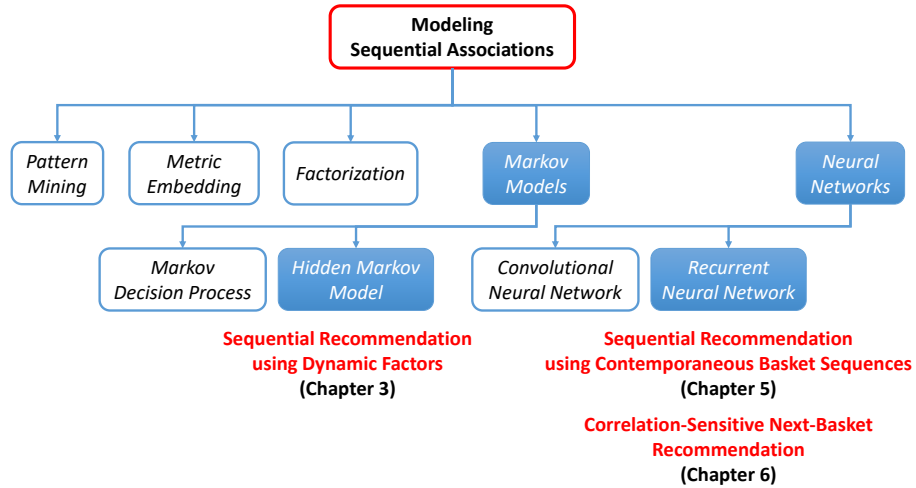 Modeling
Sequential Associations
Pattern
Mining
Metric
Embedding
Factorization
Markov
Models
Neural
Networks
Markov
Decision Process
Hidden Markov
Model
Convolutional
Neural Network
Recurrent
Neural Network
Sequential Recommendation
using Dynamic Factors
(Chapter 3)
Sequential Recommendation
using Contemporaneous Basket Sequences
(Chapter 5)
Correlation-Sensitive Next-Basket
Recommendation
(Chapter 6)